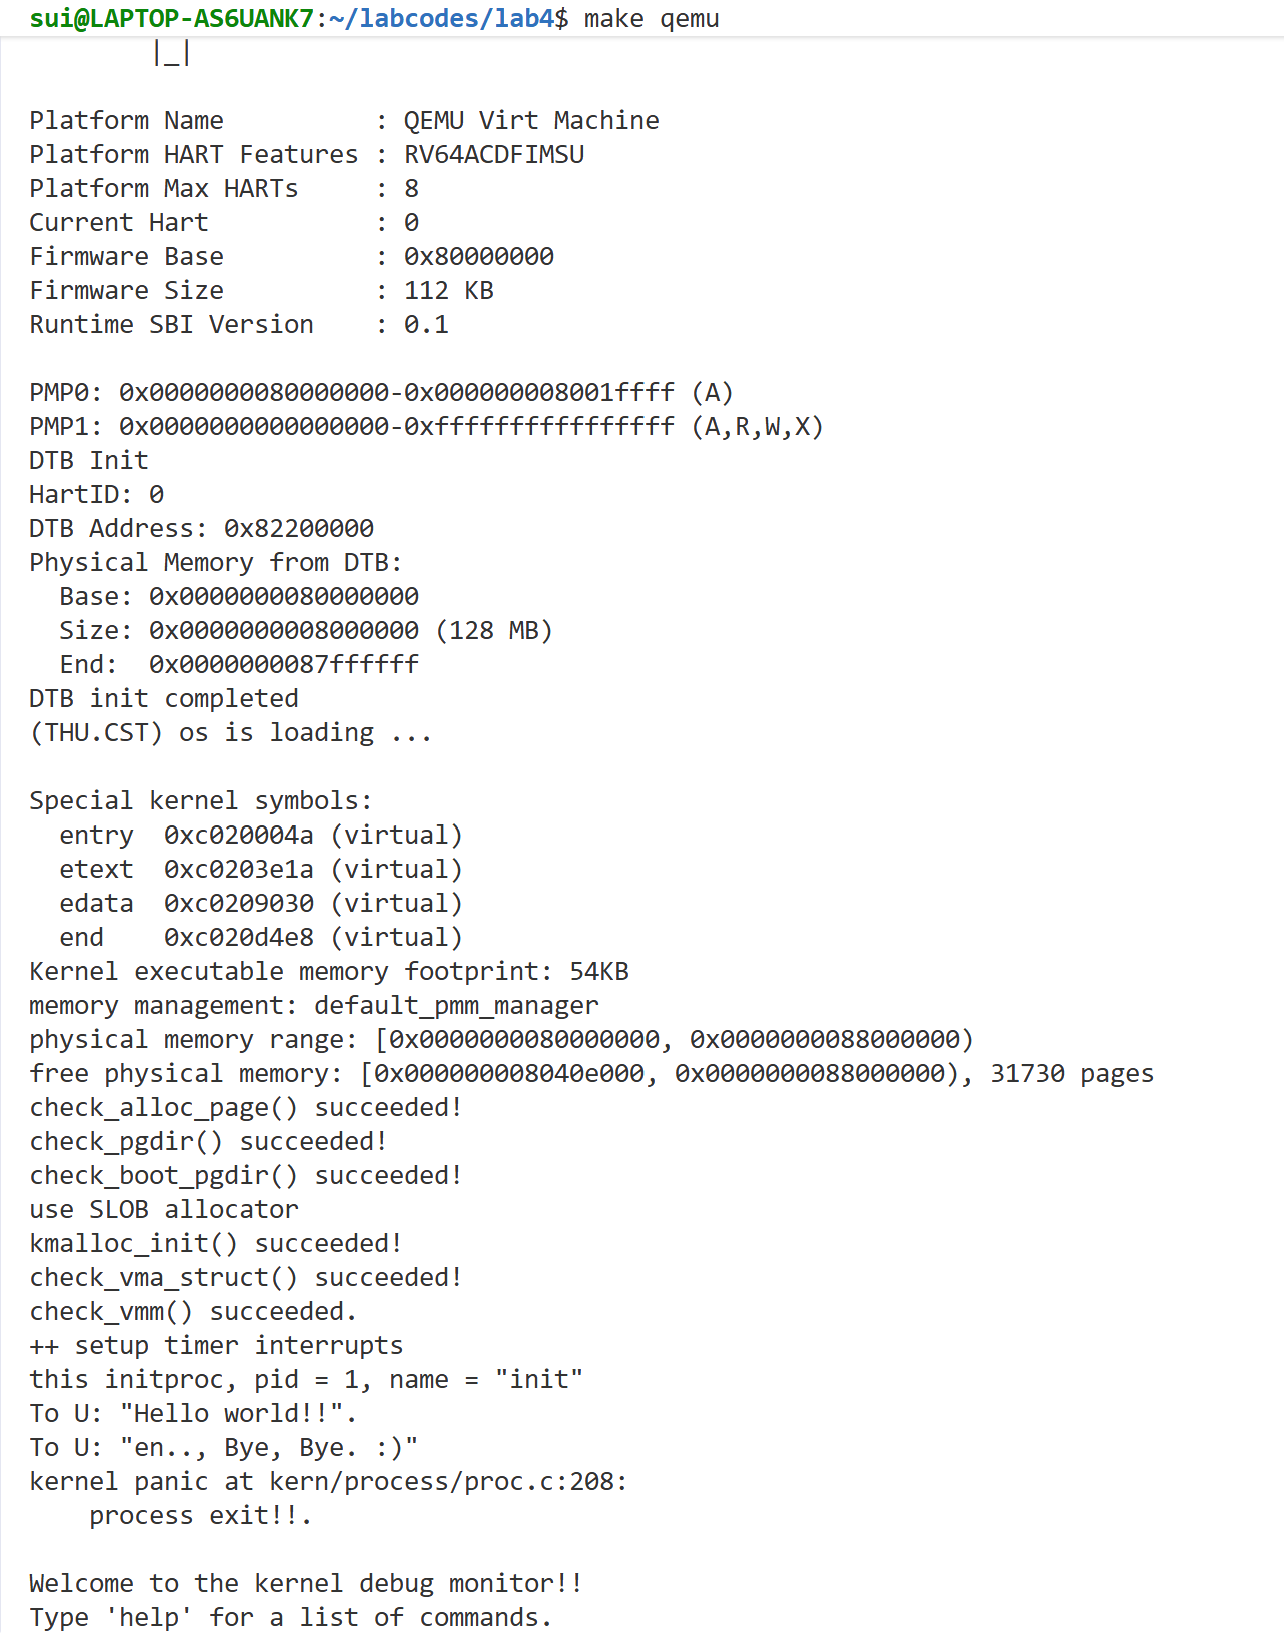 sui@LAPTOP-AS6UANK7:~/labcodes/lab4$ make qemu
        |_|

Platform Name          : QEMU Virt Machine
Platform HART Features : RV64ACDFIMSU
Platform Max HARTs     : 8
Current Hart           : 0
Firmware Base          : 0x80000000
Firmware Size          : 112 KB
Runtime SBI Version    : 0.1

PMP0: 0x0000000080000000-0x000000008001ffff (A)
PMP1: 0x0000000000000000-0xffffffffffffffff (A,R,W,X)
DTB Init
HartID: 0
DTB Address: 0x82200000
Physical Memory from DTB:
  Base: 0x0000000080000000
  Size: 0x0000000008000000 (128 MB)
  End:  0x0000000087ffffff
DTB init completed
(THU.CST) os is loading ...

Special kernel symbols:
  entry  0xc020004a (virtual)
  etext  0xc0203e1a (virtual)
  edata  0xc0209030 (virtual)
  end    0xc020d4e8 (virtual)
Kernel executable memory footprint: 54KB
memory management: default_pmm_manager
physical memory range: [0x0000000080000000, 0x0000000088000000)
free physical memory: [0x000000008040e000, 0x0000000088000000), 31730 pages
check_alloc_page() succeeded!
check_pgdir() succeeded!
check_boot_pgdir() succeeded!
use SLOB allocator
kmalloc_init() succeeded!
check_vma_struct() succeeded!
check_vmm() succeeded.
++ setup timer interrupts
this initproc, pid = 1, name = "init"
To U: "Hello world!!".
To U: "en.., Bye, Bye. :)"
kernel panic at kern/process/proc.c:208:
    process exit!!.

Welcome to the kernel debug monitor!!
Type 'help' for a list of commands.